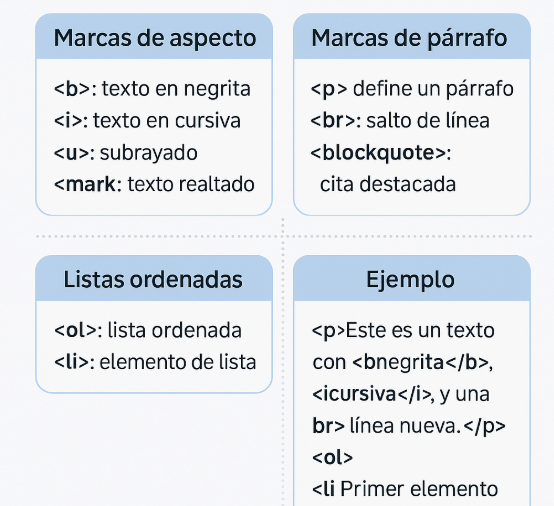 Marcas de aspecto
<b>: texto en negrita
<i>: texto en cursiva
<u>: subrayado
<mark: texto realtado
Marcas de párrafo
<p> define un párrafo
<br>: salto de línea
<blockquote>:
cita destacada
Listas ordenadas
<ol>: lista ordenada
<li>: elemento de lista
Ejemplo
<p>Este es un texto
con <bnegrita</b>,
<icursiva</i>, y una
br> línea nueva.</p>
<ol>
<li Primer elemento